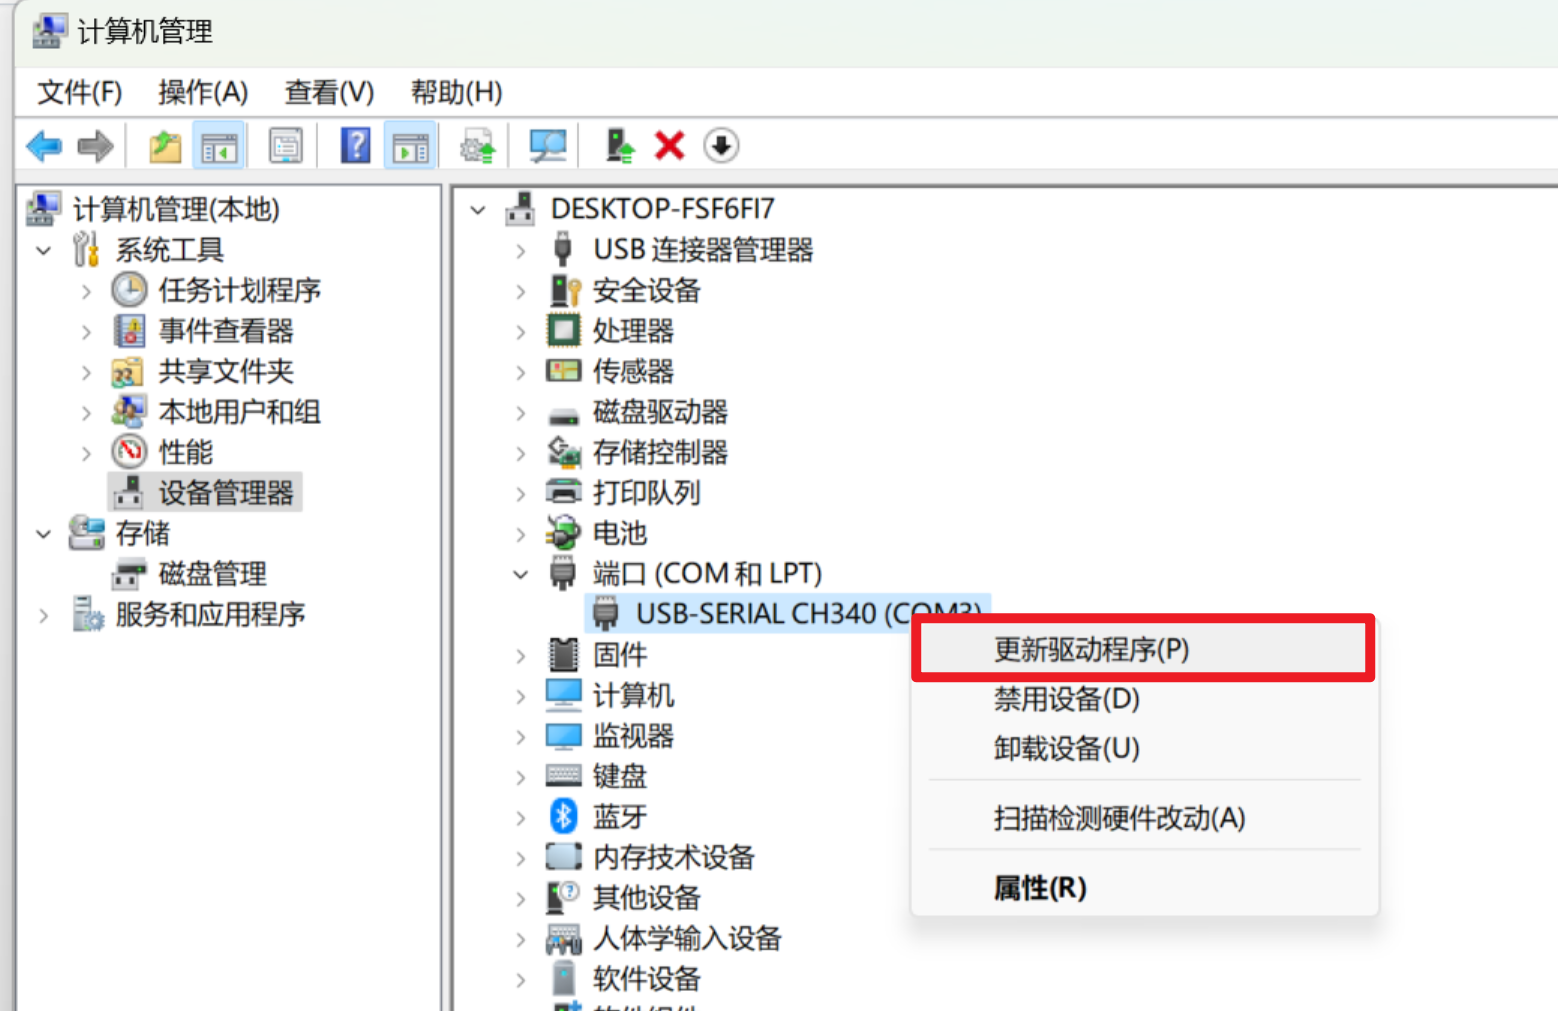 计算机管理
文件(F) 操作(A) 查看(V) 帮助(H)
计算机管理(本地)
系统工具
任务计划程序
事件查看器
共享文件夹
本地用户和组
性能
设备管理器
存储
磁盘管理
服务和应用程序
DESKTOP-FSF6FI7
USB 连接器管理器
安全设备
处理器
传感器
磁盘驱动器
存储控制器
打印队列
电池
端口 (COM 和 LPT)
USB-SERIAL CH340 (COM3)
固件
计算机
监视器
键盘
蓝牙
内存技术设备
其他设备
人体学输入设备
软件设备
更新驱动程序(P)
禁用设备(D)
卸载设备(U)
扫描检测硬件改动(A)
属性(R)